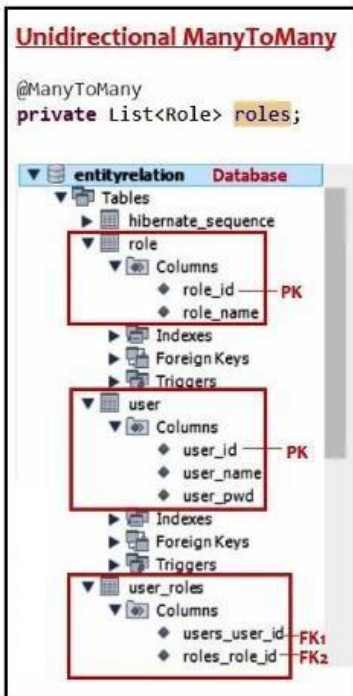 Unidirectional ManyToMany
@ManyToMany
private List<Role> roles;
entityrelation Database
Tables
hibernate_sequence
role
Columns
role_id PK
role_name
Indexes
Foreign Keys
Triggers
user
Columns
user_id PK
user_name
user_pwd
Indexes
Foreign Keys
Triggers
user_roles
Columns
users_user_id FK1
roles_role_id FK2